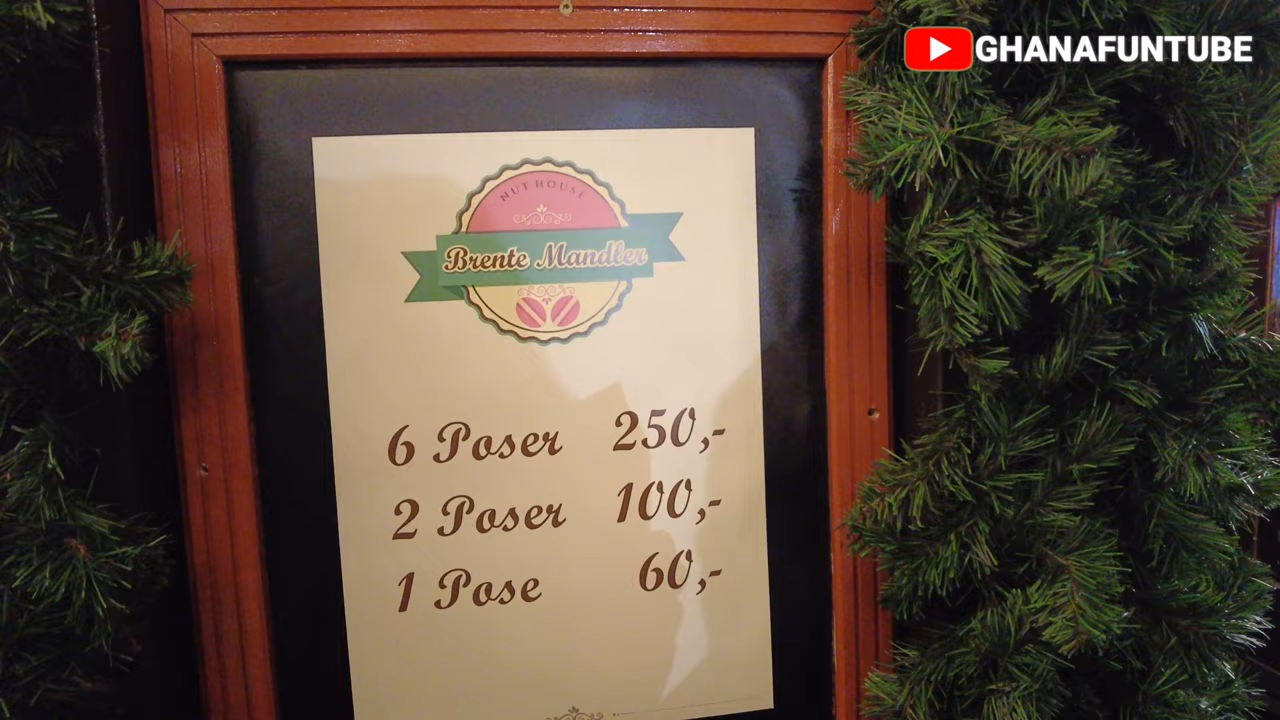 GHANAFUNTUBE
NUT HOUSE
Brente Mandler
6 Poser 250,-
2 Poser 100,-
1 Pose 60,-